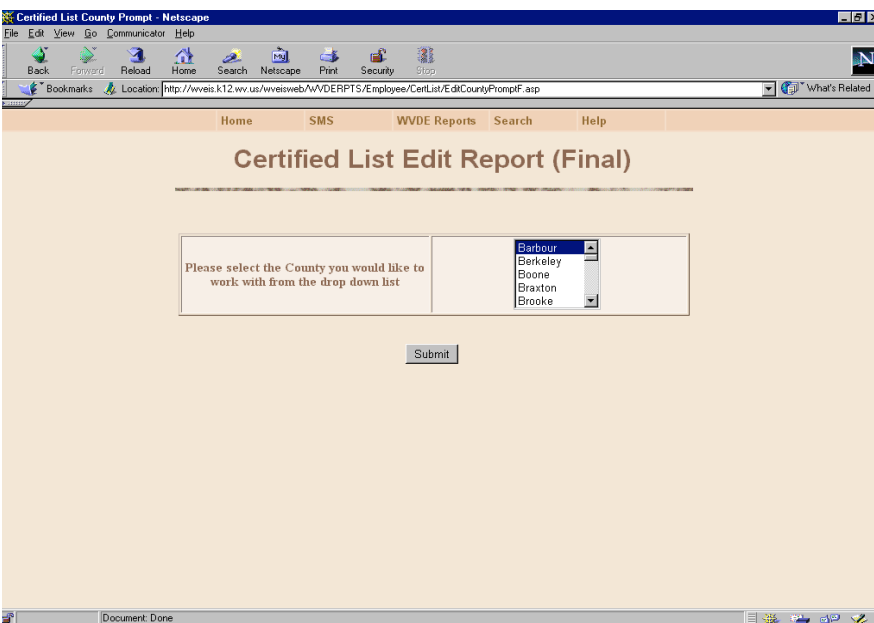 Certified List County Prompt - Netscape
File Edit View Go Communicator Help
Back Forward Reload Home Search Netscape Print Security Stop
Bookmarks Location: http://wveis.k12.wv.us/wveisweb/WVDERPTS/Employee/CertList/EditCountyPromptF.asp What's Related
Home SMS WVDE Reports Search Help
Certified List Edit Report (Final)
Please select the County you would like to
work with from the drop down list
Barbour
Berkeley
Boone
Braxton
Brooke
Submit
Document: Done